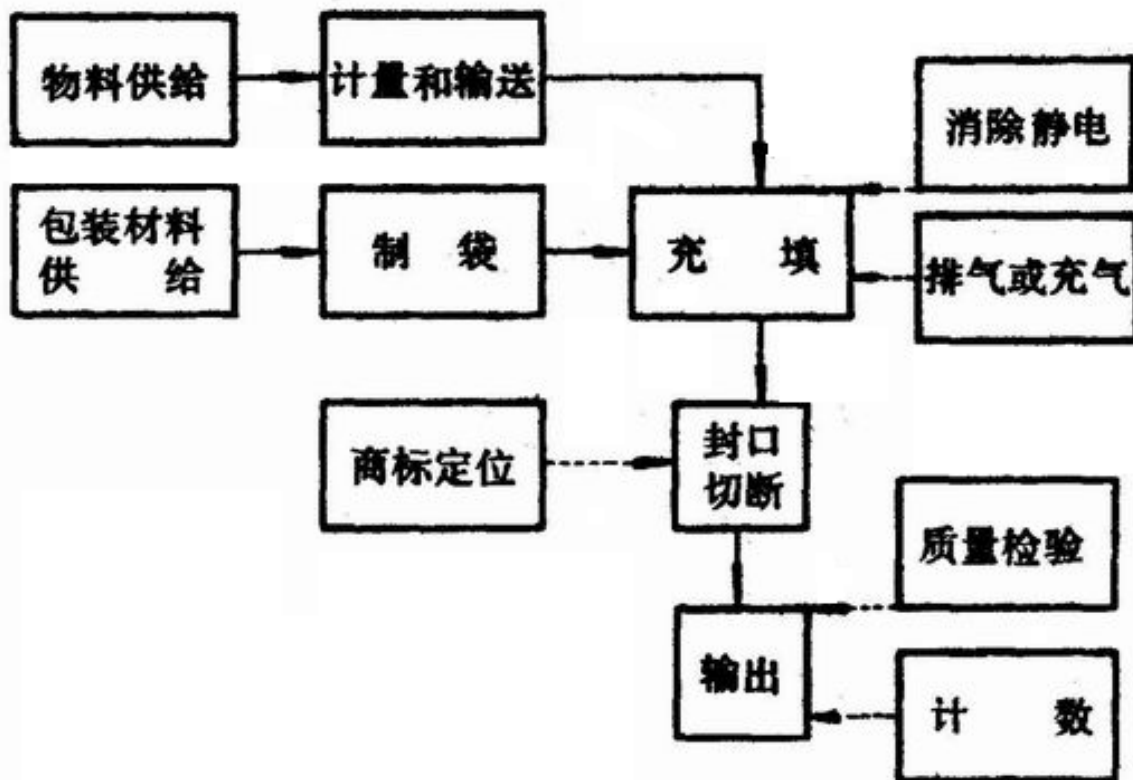 物料供给
计量和输送
消除静电
包装材料
供 给
制 袋
充 填
排气或充气
商标定位
封口
切断
质量检验
输出
计 数